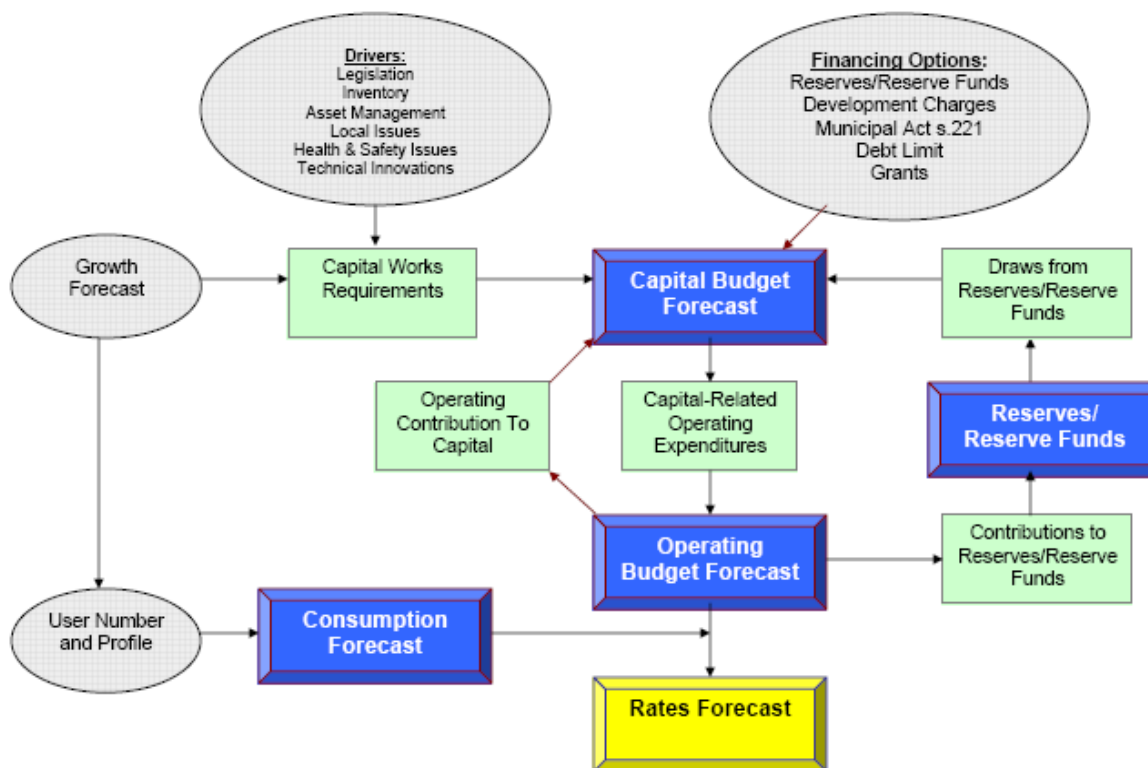 Drivers:
Legislation
Inventory
Asset Management
Local Issues
Health & Safety Issues
Technical Innovations
Financing Options:
Reserves/Reserve Funds
Development Charges
Municipal Act s.221
Debt Limit
Grants
Growth
Forecast
Capital Works
Requirements
Capital Budget
Forecast
Draws from
Reserves/Reserve
Funds
Operating
Contribution To
Capital
Capital-Related
Operating
Expenditures
Reserves/
Reserve Funds
Operating
Budget Forecast
Contributions to
Reserves/Reserve
Funds
User Number
and Profile
Consumption
Forecast
Rates Forecast